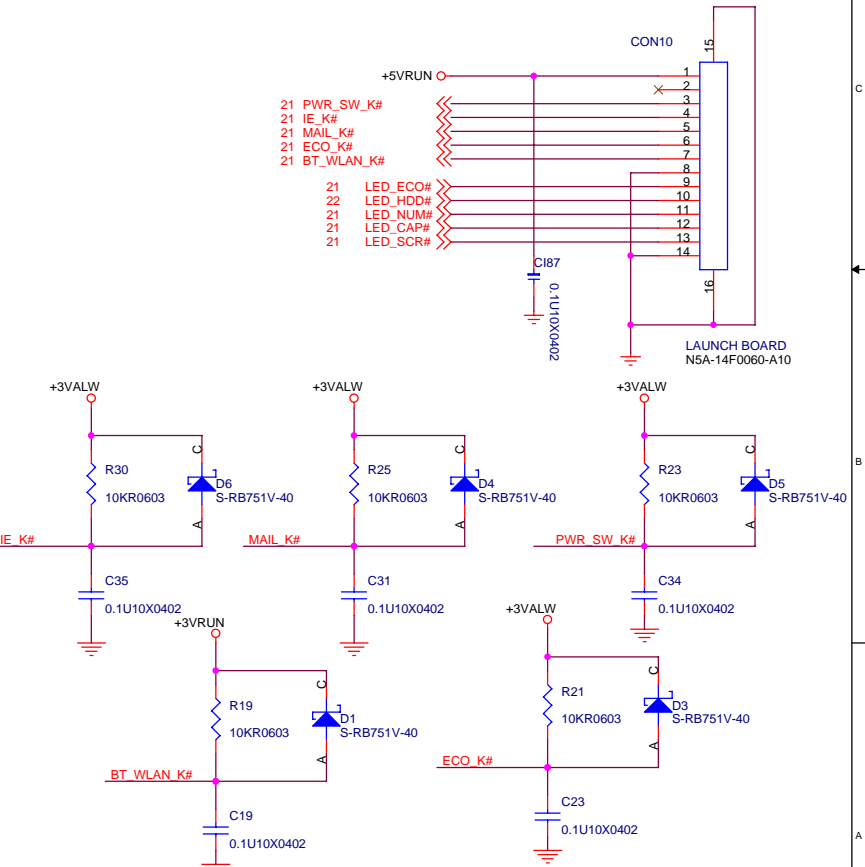 CON10
15
+5VRUN
1
2
21 PWR_SW_K# 3
21 IE_K# 4
21 MAIL_K# 5
21 ECO_K# 6
21 BT_WLAN_K# 7
8
21 LED_ECO# 9
22 LED_HDD# 10
21 LED_NUM# 11
21 LED_CAP# 12
21 LED_SCR# 13
14
16
CI87
0.1U10X0402
LAUNCH BOARD
N5A-14F0060-A10
C
+3VALW
R30
10KR0603
C
D6
S-RB751V-40
A
IE_K#
C35
0.1U10X0402
+3VALW
R25
10KR0603
C
D4
S-RB751V-40
A
MAIL_K#
C31
0.1U10X0402
+3VALW
R23
10KR0603
C
D5
S-RB751V-40
A
PWR_SW_K#
C34
0.1U10X0402
B
+3VRUN
R19
10KR0603
C
D1
S-RB751V-40
A
BT_WLAN_K#
C19
0.1U10X0402
+3VALW
R21
10KR0603
C
D3
S-RB751V-40
A
ECO_K#
C23
0.1U10X0402
A